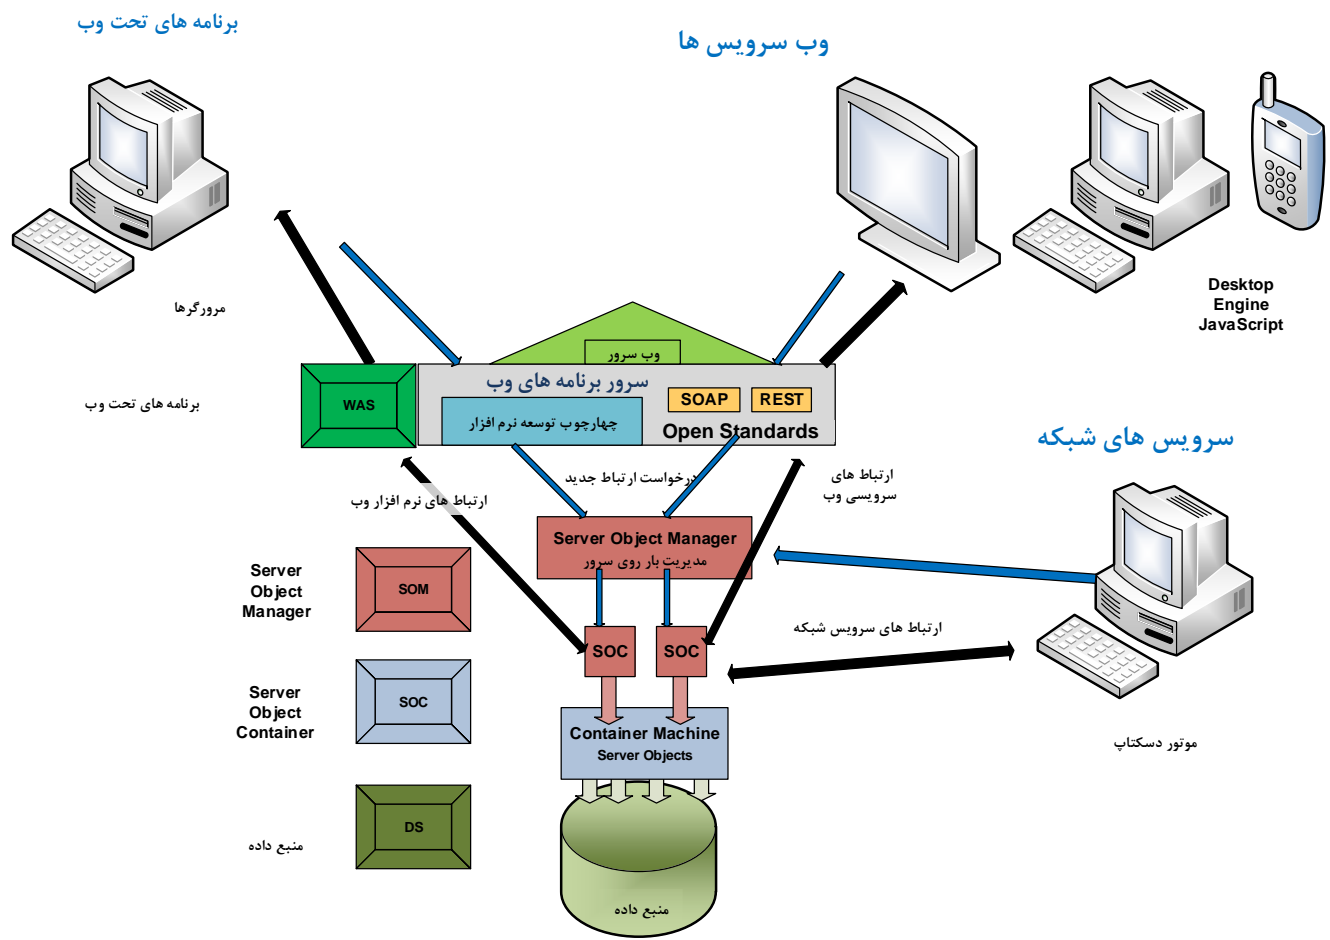 برنامه های تحت وب
وب سرویس ها
Desktop
Engine
JavaScript
مرورگرها
وب سرور
سرور برنامه های وب
SOAP
REST
WAS
برنامه های تحت وب
چهارچوب توسعه نرم افزار
Open Standards
سرویس های شبکه
درخواست ارتباط جدید
ارتباط های
سرویسی وب
ارتباط های نرم افزار وب
Server Object Manager
مدیریت بار روی سرور
Server
Object
Manager
SOM
SOC
SOC
ارتباط های سرویس شبکه
Server
Object
Container
SOC
Container Machine
Server Objects
موتور دسکتاپ
DS
منبع داده
منبع داده